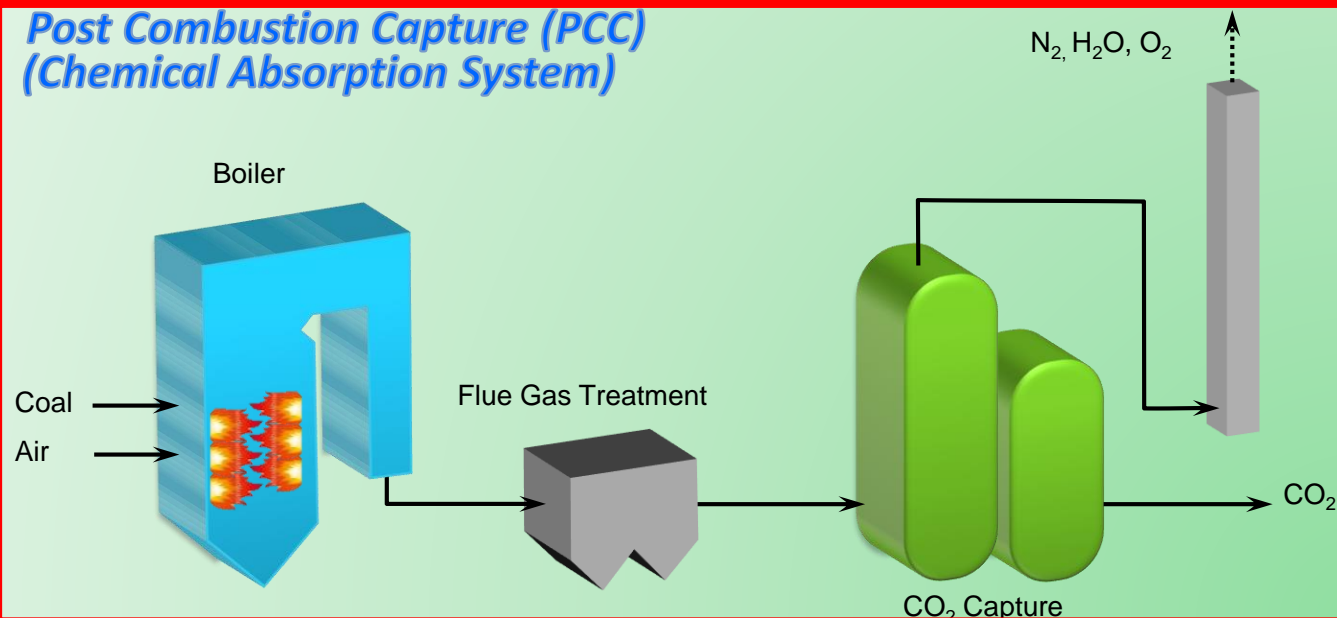 Post Combustion Capture (PCC)
(Chemical Absorption System)
N₂, H₂O, O₂
Boiler
Coal
Air
Flue Gas Treatment
CO₂
CO₂ Capture